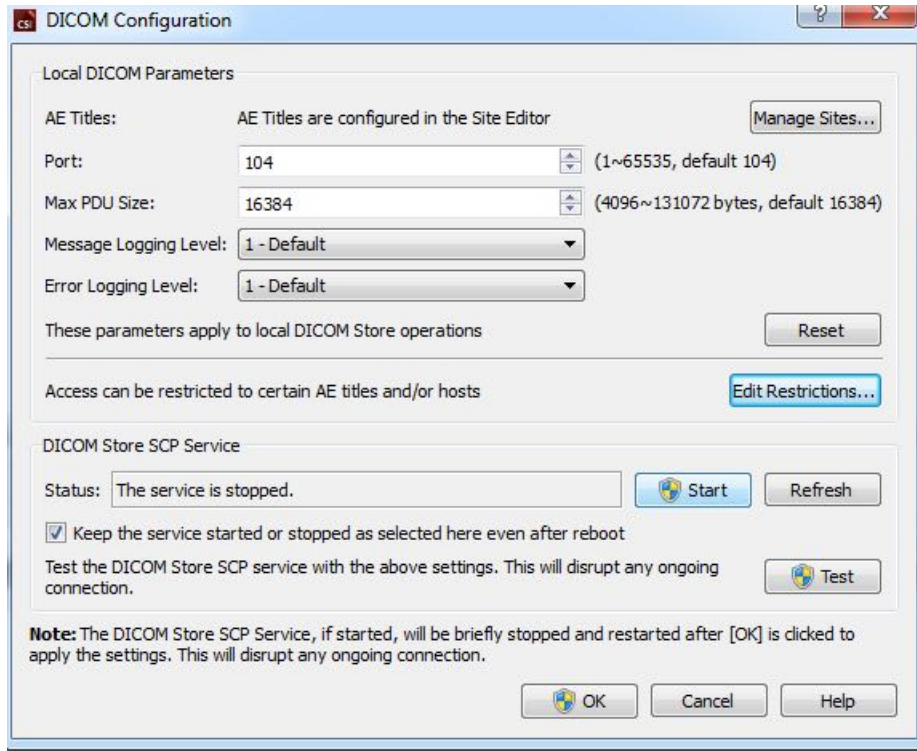 CSI DICOM Configuration
Local DICOM Parameters
AE Titles: AE Titles are configured in the Site Editor Manage Sites...
Port: 104 (1~65535, default 104)
Max PDU Size: 16384 (4096~131072 bytes, default 16384)
Message Logging Level: 1 - Default
Error Logging Level: 1 - Default
These parameters apply to local DICOM Store operations Reset
Access can be restricted to certain AE titles and/or hosts Edit Restrictions...
DICOM Store SCP Service
Status: The service is stopped. Start Refresh
Keep the service started or stopped as selected here even after reboot
Test the DICOM Store SCP service with the above settings. This will disrupt any ongoing
connection. Test
Note: The DICOM Store SCP Service, if started, will be briefly stopped and restarted after [OK] is clicked to
apply the settings. This will disrupt any ongoing connection.
OK Cancel Help